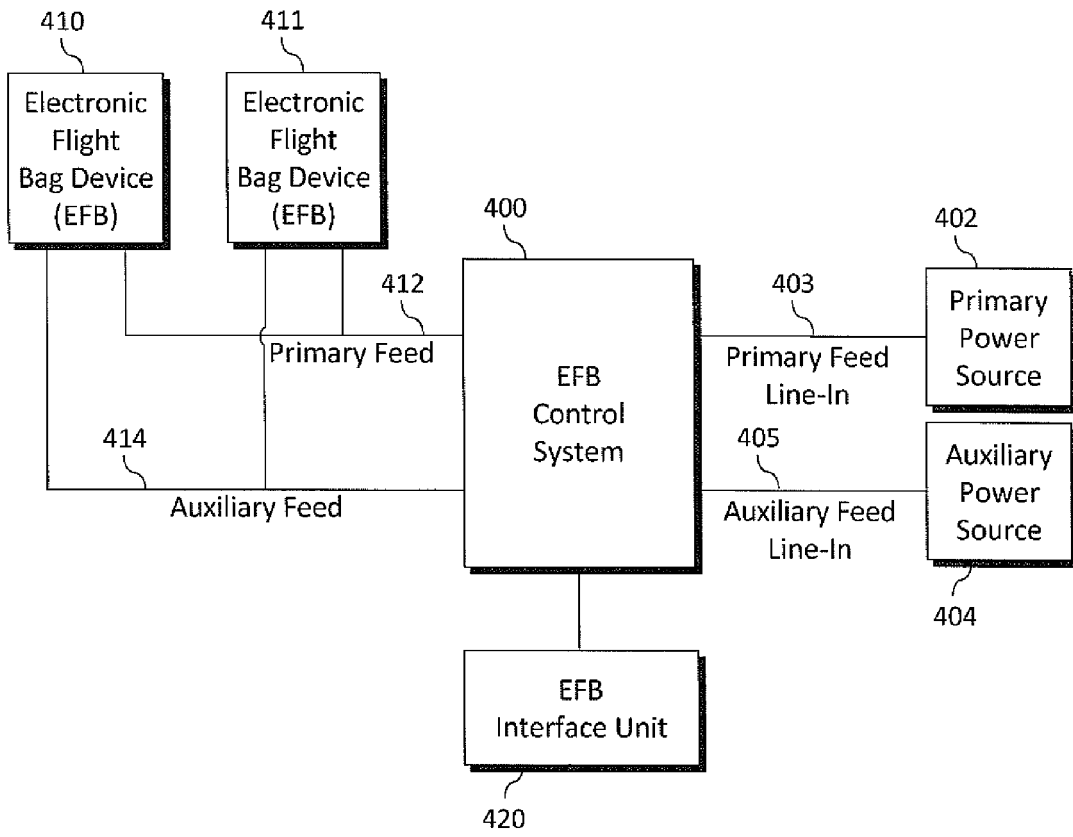 410
411
Electronic
Flight
Bag Device
(EFB)
Electronic
Flight
Bag Device
(EFB)
400
402
412
403
Primary Feed
EFB
Control
System
Primary Feed
Line-In
Primary
Power
Source
414
405
Auxiliary Feed
Auxiliary Feed
Line-In
Auxiliary
Power
Source
404
EFB
Interface Unit
420